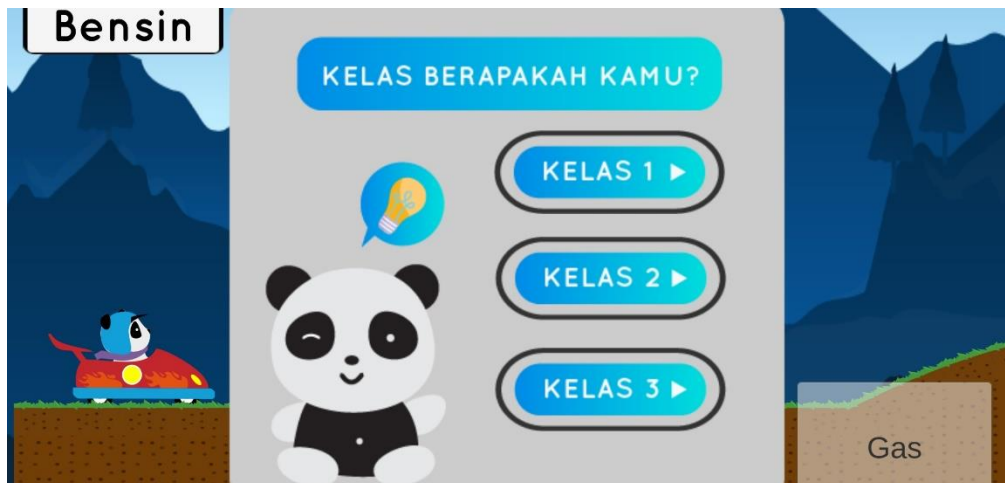 Bensin
KELAS BERAPAKAH KAMU?
KELAS 1
KELAS 2
KELAS 3
Gas